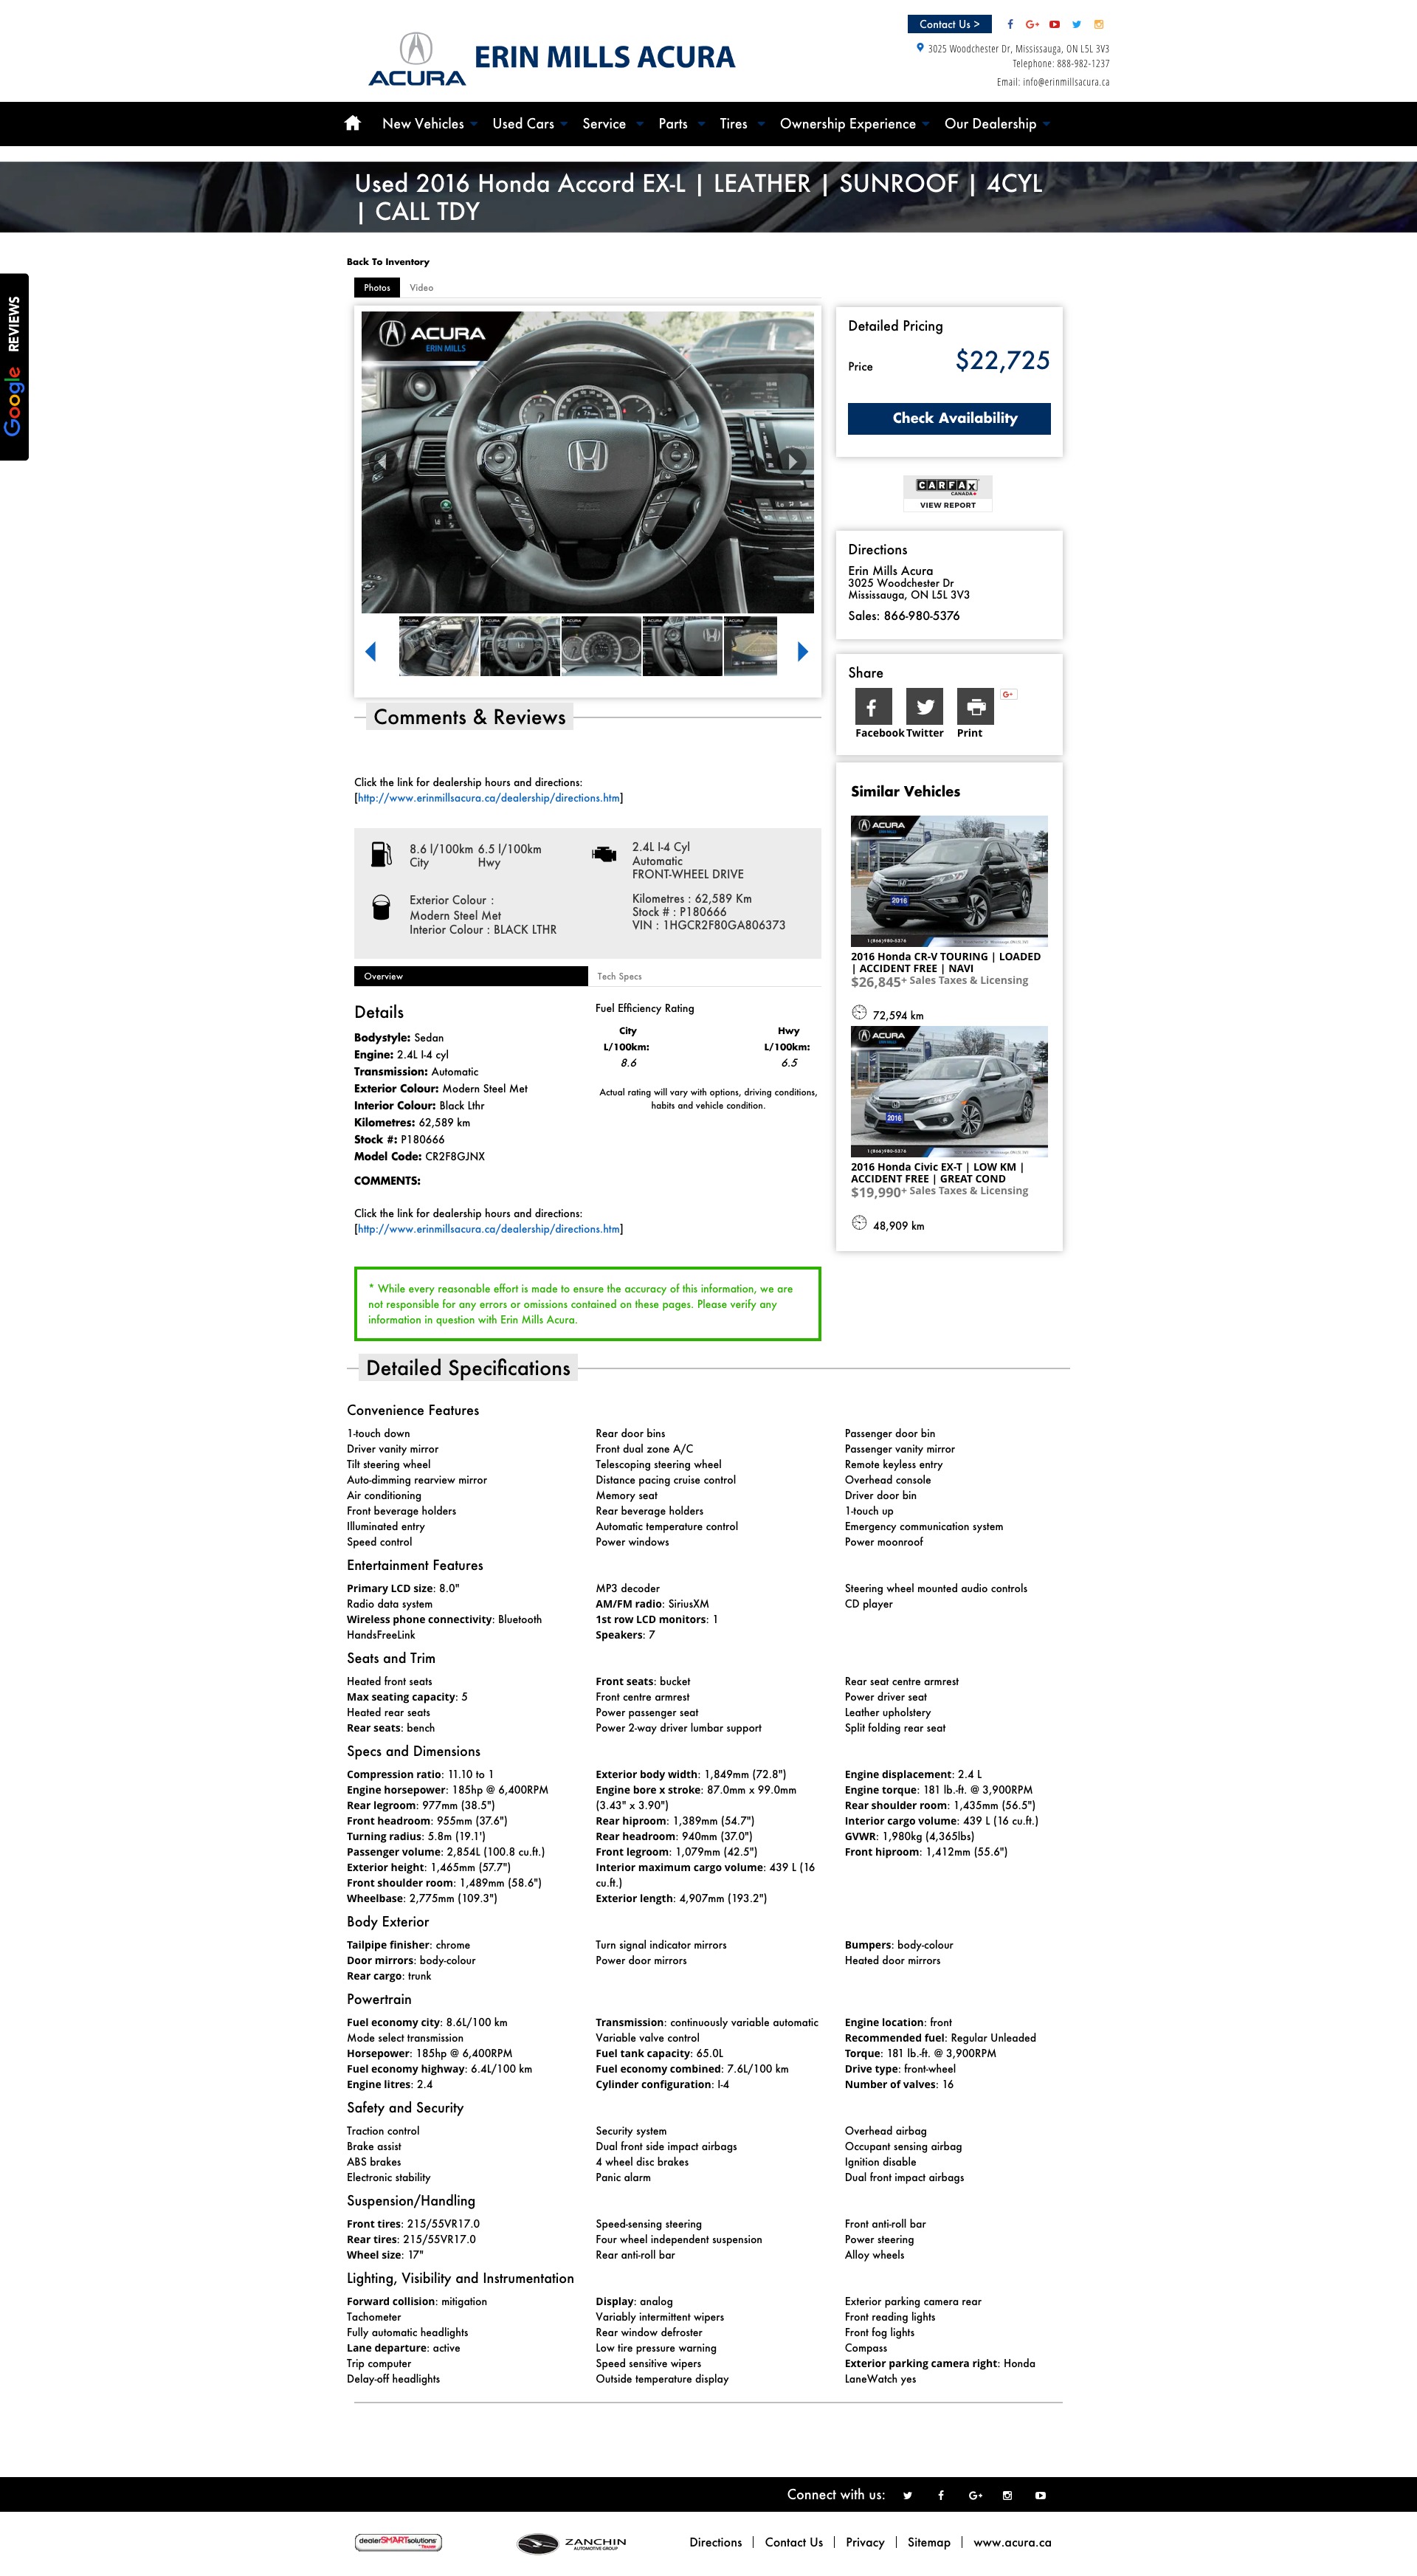 ACURA
ERIN MILLS ACURA
Contact Us >
3025 Woodchester Dr, Mississauga, ON L5L 3V3
Telephone: 888-982-1237
Email: info@erinmillsacura.ca
New Vehicles Used Cars Service Parts Tires Ownership Experience Our Dealership
Used 2016 Honda Accord EX-L | LEATHER | SUNROOF | 4CYL
| CALL TDY
Google REVIEWS
Back To Inventory
Photos Video
ACURA
ERIN MILLS
Detailed Pricing
Price $22,725
Check Availability
CARFAX
CANADA
VIEW REPORT
Directions
Erin Mills Acura
3025 Woodchester Dr
Mississauga, ON L5L 3V3
Sales: 866-980-5376
Share
G+
Facebook Twitter Print
Comments & Reviews
Click the link for dealership hours and directions:
[http://www.erinmillsacura.ca/dealership/directions.htm]
8.6 l/100km 6.5 l/100km
City Hwy
2.4L I-4 Cyl
Automatic
FRONT-WHEEL DRIVE
Exterior Colour :
Modern Steel Met
Interior Colour : BLACK LTHR
Kilometres : 62,589 Km
Stock # : P180666
VIN : 1HGCR2F80GA806373
Similar Vehicles
ACURA
ERIN MILLS
2016
1(866)980-5376
2016 Honda CR-V TOURING | LOADED
| ACCIDENT FREE | NAVI
$26,845+ Sales Taxes & Licensing
72,594 km
ACURA
ERIN MILLS
2016
1(866)980-5376
2016 Honda Civic EX-T | LOW KM |
ACCIDENT FREE | GREAT COND
$19,990+ Sales Taxes & Licensing
48,909 km
Overview Tech Specs
Details
Bodystyle: Sedan
Engine: 2.4L I-4 cyl
Transmission: Automatic
Exterior Colour: Modern Steel Met
Interior Colour: Black Lthr
Kilometres: 62,589 km
Stock #: P180666
Model Code: CR2F8GJNX
Fuel Efficiency Rating
City Hwy
L/100km: L/100km:
8.6 6.5
Actual rating will vary with options, driving conditions,
habits and vehicle condition.
COMMENTS:
Click the link for dealership hours and directions:
[http://www.erinmillsacura.ca/dealership/directions.htm]
* While every reasonable effort is made to ensure the accuracy of this information, we are
not responsible for any errors or omissions contained on these pages. Please verify any
information in question with Erin Mills Acura.
Detailed Specifications
Convenience Features
1-touch down Rear door bins Passenger door bin
Driver vanity mirror Front dual zone A/C Passenger vanity mirror
Tilt steering wheel Telescoping steering wheel Remote keyless entry
Auto-dimming rearview mirror Distance pacing cruise control Overhead console
Air conditioning Memory seat Driver door bin
Front beverage holders Rear beverage holders 1-touch up
Illuminated entry Automatic temperature control Emergency communication system
Speed control Power windows Power moonroof
Entertainment Features
Primary LCD size: 8.0" MP3 decoder Steering wheel mounted audio controls
Radio data system AM/FM radio: SiriusXM CD player
Wireless phone connectivity: Bluetooth 1st row LCD monitors: 1
HandsFreeLink Speakers: 7
Seats and Trim
Heated front seats Front seats: bucket Rear seat centre armrest
Max seating capacity: 5 Front centre armrest Power driver seat
Heated rear seats Power passenger seat Leather upholstery
Rear seats: bench Power 2-way driver lumbar support Split folding rear seat
Specs and Dimensions
Compression ratio: 11.10 to 1 Exterior body width: 1,849mm (72.8") Engine displacement: 2.4 L
Engine horsepower: 185hp @ 6,400RPM Engine bore x stroke: 87.0mm x 99.0mm Engine torque: 181 lb.-ft. @ 3,900RPM
Rear legroom: 977mm (38.5") (3.43" x 3.90") Rear shoulder room: 1,435mm (56.5")
Front headroom: 955mm (37.6") Rear hiproom: 1,389mm (54.7") Interior cargo volume: 439 L (16 cu.ft.)
Turning radius: 5.8m (19.1') Rear headroom: 940mm (37.0") GVWR: 1,980kg (4,365lbs)
Passenger volume: 2,854L (100.8 cu.ft.) Front legroom: 1,079mm (42.5") Front hiproom: 1,412mm (55.6")
Exterior height: 1,465mm (57.7") Interior maximum cargo volume: 439 L (16
Front shoulder room: 1,489mm (58.6") cu.ft.)
Wheelbase: 2,775mm (109.3") Exterior length: 4,907mm (193.2")
Body Exterior
Tailpipe finisher: chrome Turn signal indicator mirrors Bumpers: body-colour
Door mirrors: body-colour Power door mirrors Heated door mirrors
Rear cargo: trunk
Powertrain
Fuel economy city: 8.6L/100 km Transmission: continuously variable automatic Engine location: front
Mode select transmission Variable valve control Recommended fuel: Regular Unleaded
Horsepower: 185hp @ 6,400RPM Fuel tank capacity: 65.0L Torque: 181 lb.-ft. @ 3,900RPM
Fuel economy highway: 6.4L/100 km Fuel economy combined: 7.6L/100 km Drive type: front-wheel
Engine litres: 2.4 Cylinder configuration: I-4 Number of valves: 16
Safety and Security
Traction control Security system Overhead airbag
Brake assist Dual front side impact airbags Occupant sensing airbag
ABS brakes 4 wheel disc brakes Ignition disable
Electronic stability Panic alarm Dual front impact airbags
Suspension/Handling
Front tires: 215/55VR17.0 Speed-sensing steering Front anti-roll bar
Rear tires: 215/55VR17.0 Four wheel independent suspension Power steering
Wheel size: 17" Rear anti-roll bar Alloy wheels
Lighting, Visibility and Instrumentation
Forward collision: mitigation Display: analog Exterior parking camera rear
Tachometer Variably intermittent wipers Front reading lights
Fully automatic headlights Rear window defroster Front fog lights
Lane departure: active Low tire pressure warning Compass
Trip computer Speed sensitive wipers Exterior parking camera right: Honda
Delay-off headlights Outside temperature display LaneWatch yes
Connect with us:
dealerSMARTsolutions
ZANCHIN
AUTOMOTIVE GROUP
Directions | Contact Us | Privacy | Sitemap | www.acura.ca